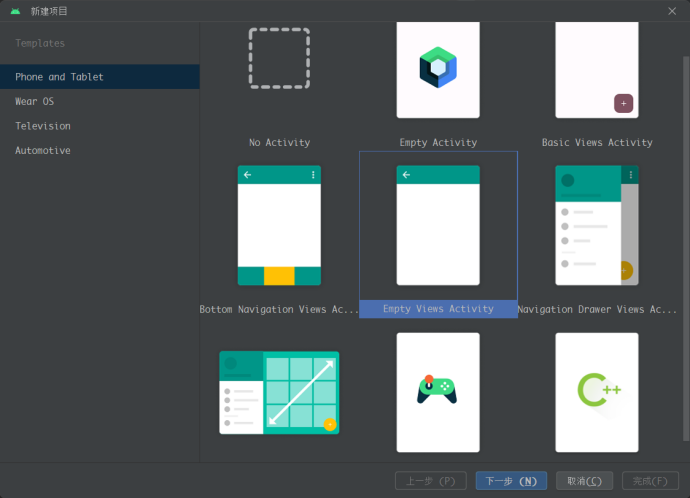 新建项目
Templates
Phone and Tablet
Wear OS
Television
Automotive
No Activity
Empty Activity
Basic Views Activity
Bottom Navigation Views Ac...
Empty Views Activity
Navigation Drawer Views Ac...
C++
上一步 (P)
下一步 (N)
取消(C)
完成(F)